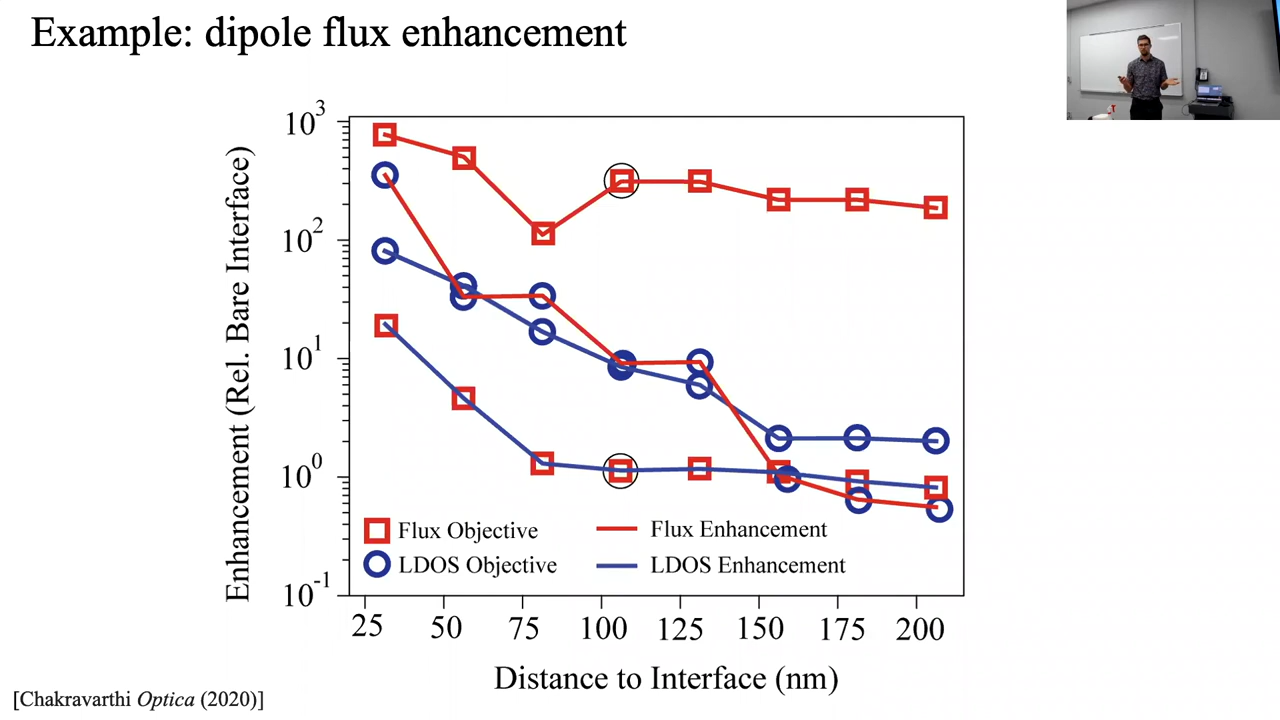 Example: dipole flux enhancement
Enhancement (Rel. Bare Interface)
10³
10²
10¹
10⁰
10⁻¹
Flux Objective
Flux Enhancement
LDOS Objective
LDOS Enhancement
25 50 75 100 125 150 175 200
Distance to Interface (nm)
[Chakravarthi Optica (2020)]